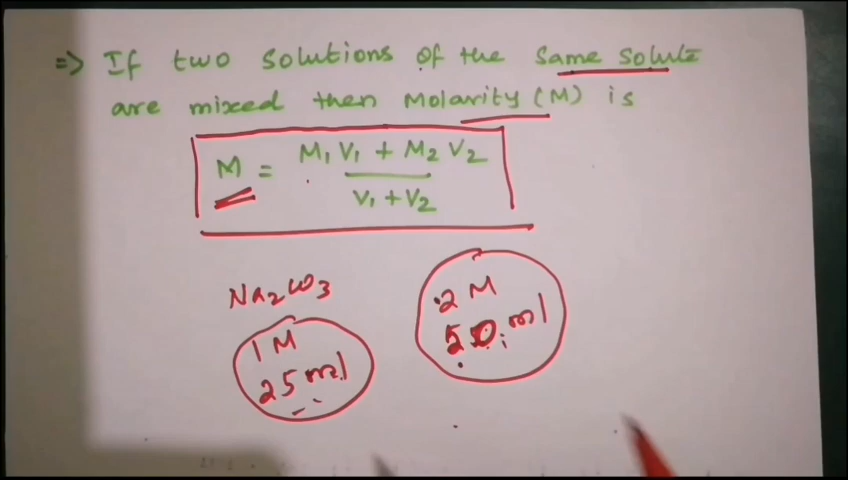 => If two solutions of the same solute
are mixed then Molarity (M) is
M = M₁V₁ + M₂V₂ / V₁ + V₂
Na₂CO₃
1 M
25 ml
.2 M
50 ml